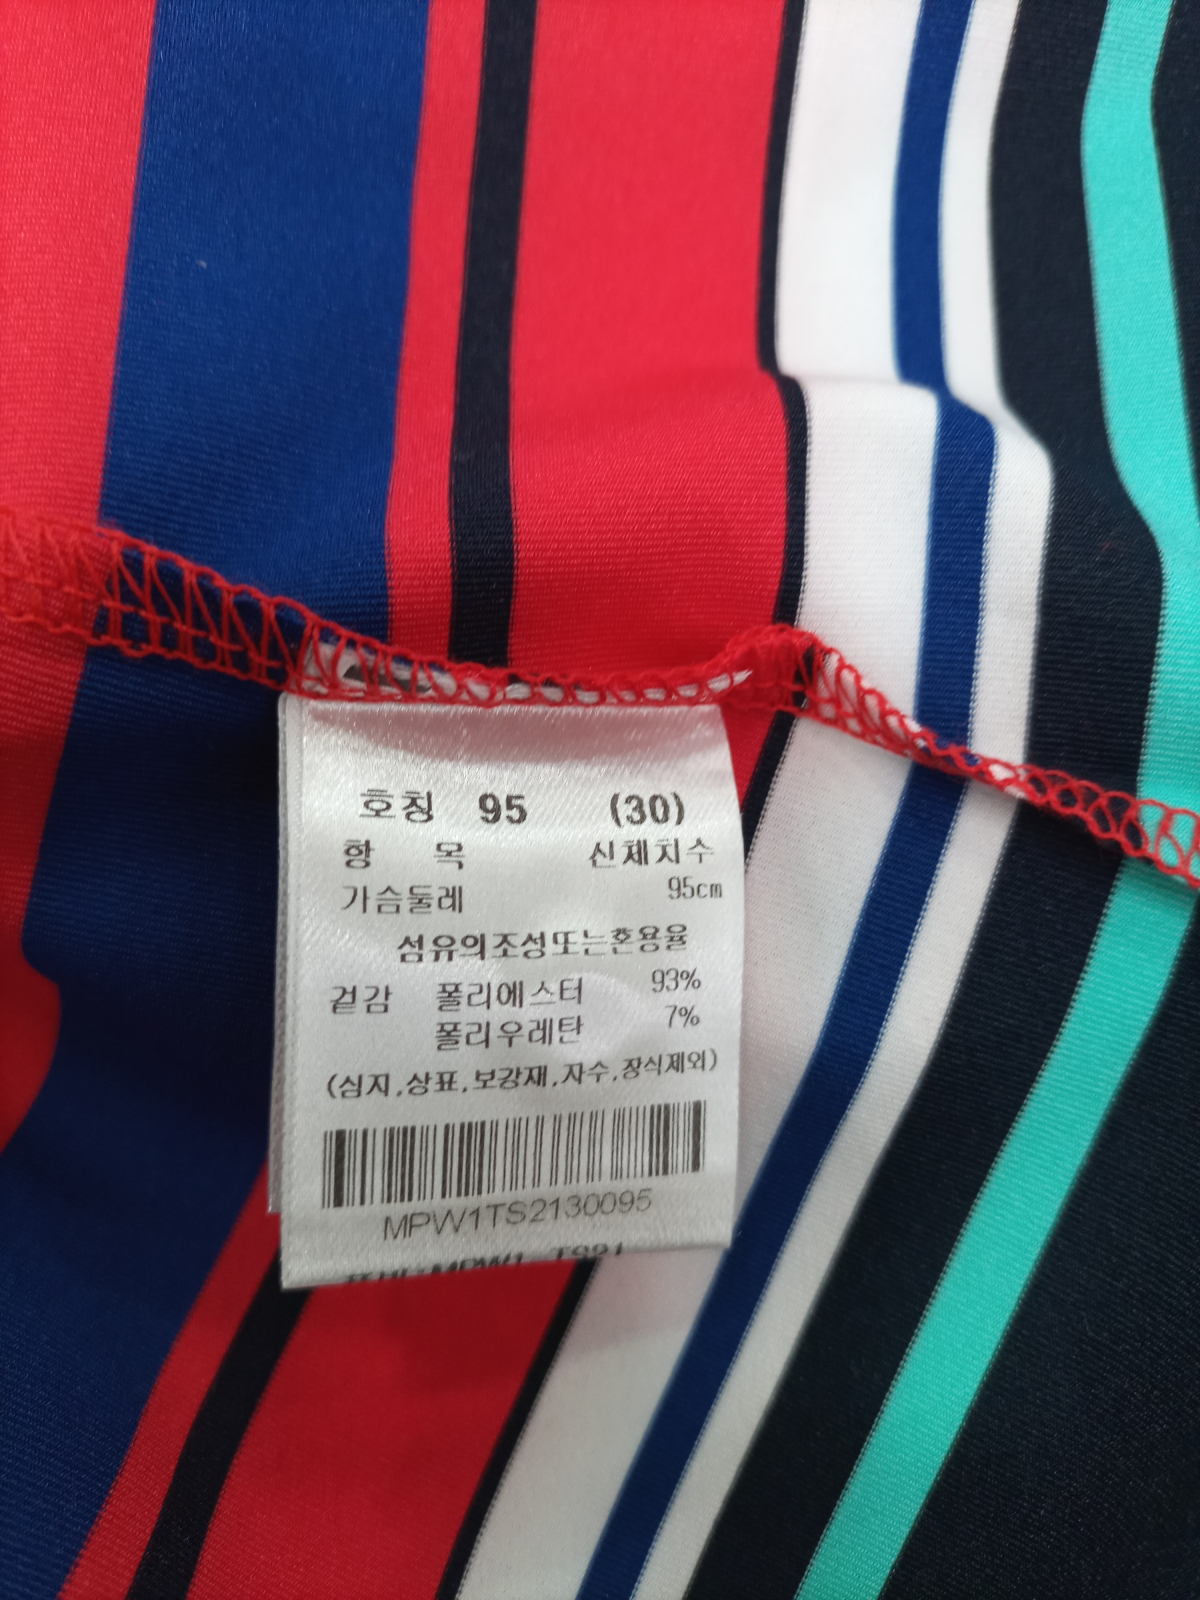 호칭 95 (30)
항 목 신체치수
가슴둘레 95cm
섬유의조성또는혼용율
겉감 폴리에스터 93%
폴리우레탄 7%
(심지,상표,보강재,자수,장식제외)
MPW1TS2130095